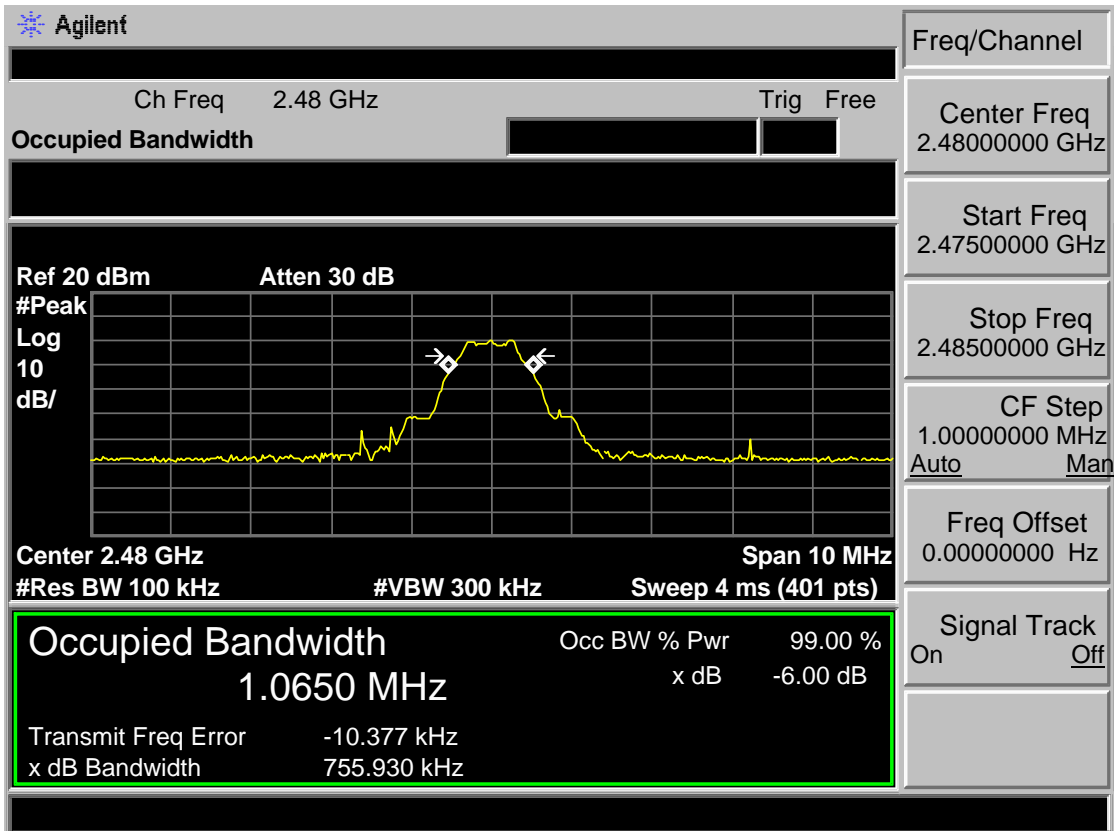 Agilent
Freq/Channel
Ch Freq 2.48 GHz Trig Free
Occupied Bandwidth
Center Freq
2.48000000 GHz
Start Freq
2.47500000 GHz
Ref 20 dBm Atten 30 dB
#Peak
Log
10
dB/
Stop Freq
2.48500000 GHz
CF Step
1.00000000 MHz
Auto Man
Freq Offset
0.00000000 Hz
Center 2.48 GHz Span 10 MHz
#Res BW 100 kHz #VBW 300 kHz Sweep 4 ms (401 pts)
Signal Track
On Off
Occupied Bandwidth
1.0650 MHz
Occ BW % Pwr 99.00 %
x dB -6.00 dB
Transmit Freq Error -10.377 kHz
x dB Bandwidth 755.930 kHz